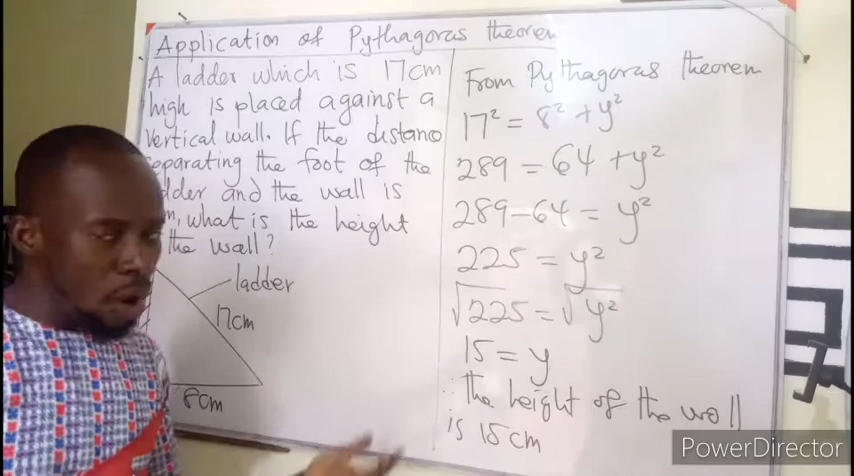 Application of Pythagoras theorem
A ladder which is 17cm
high is placed against a
vertical wall. If the distance
separating the foot of the
and the wall is
what is the height
the wall?
ladder
17cm
8cm
From Pythagoras theorem
17² = 8² + y²
289 = 64 + y²
289-64 = y²
225 = y²
√225 = √y²
15 = y
∴ the height of the wall
is 15cm
PowerDirector